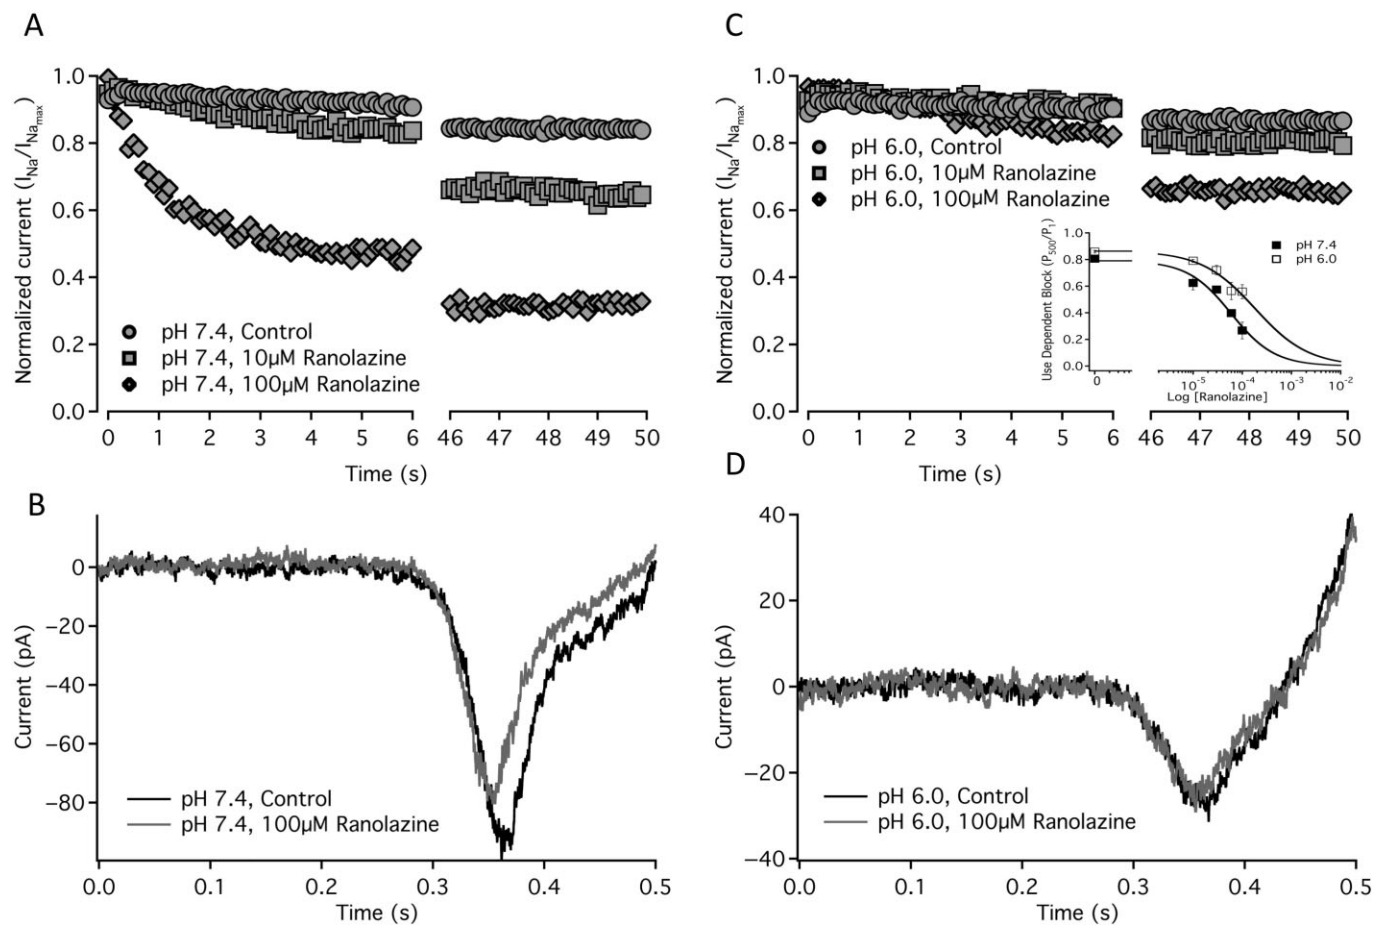 A
Normalized current (I_Na/I_Na_max)
1.0
0.8
0.6
0.4
0.2
0.0
pH 7.4, Control
pH 7.4, 10µM Ranolazine
pH 7.4, 100µM Ranolazine
0 1 2 3 4 5 6 46 47 48 49 50
Time (s)
C
Normalized current (I_Na/I_Na_max)
1.0
0.8
0.6
0.4
0.2
0.0
pH 6.0, Control
pH 6.0, 10µM Ranolazine
pH 6.0, 100µM Ranolazine
Use Dependent Block (P500/P1)
1.0
0.8
0.6
0.4
0.2
0.0
pH 7.4
pH 6.0
0 10⁻⁵ 10⁻⁴ 10⁻³ 10⁻²
Log [Ranolazine]
0 1 2 3 4 5 6 46 47 48 49 50
Time (s)
B
Current (pA)
0
−20
−40
−60
−80
pH 7.4, Control
pH 7.4, 100µM Ranolazine
0.0 0.1 0.2 0.3 0.4 0.5
Time (s)
D
Current (pA)
40
20
0
−20
−40
pH 6.0, Control
pH 6.0, 100µM Ranolazine
0.0 0.1 0.2 0.3 0.4 0.5
Time (s)